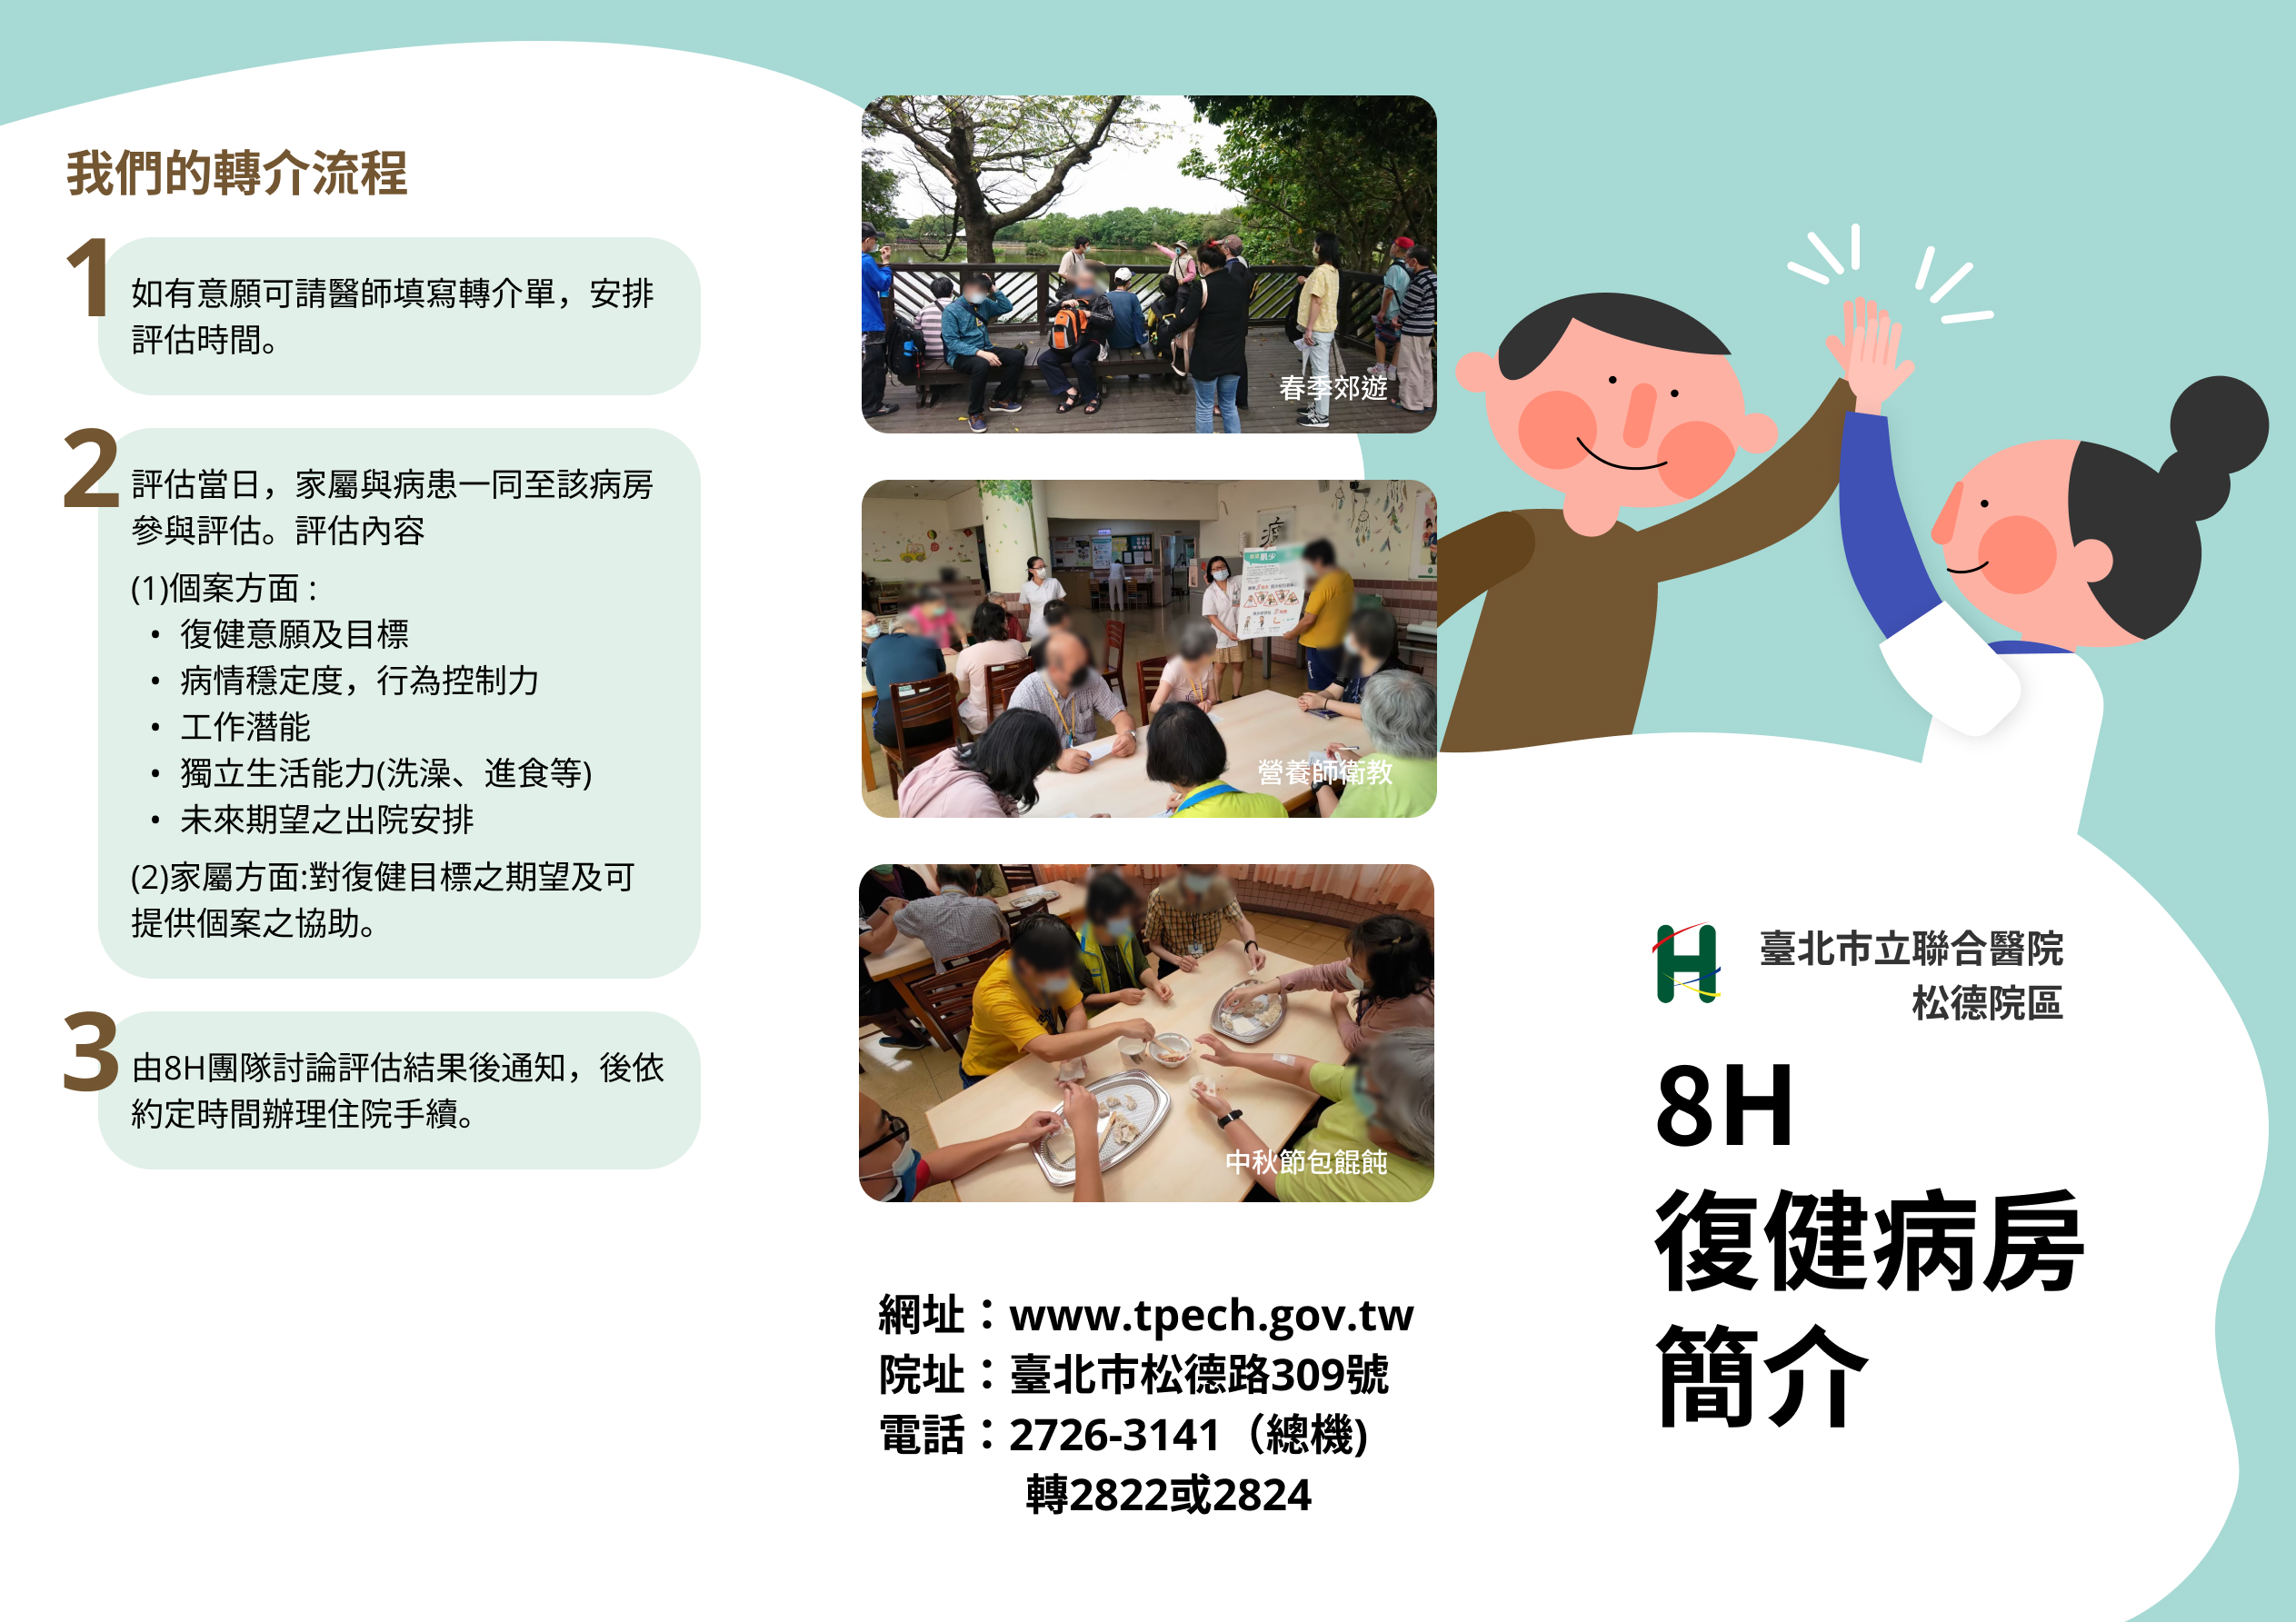 我們的轉介流程
1
如有意願可請醫師填寫轉介單，安排
評估時間。
2
評估當日，家屬與病患一同至該病房
參與評估。評估內容
(1)個案方面 :
• 復健意願及目標
• 病情穩定度，行為控制力
• 工作潛能
• 獨立生活能力(洗澡、進食等)
• 未來期望之出院安排
(2)家屬方面:對復健目標之期望及可
提供個案之協助。
3
由8H團隊討論評估結果後通知，後依
約定時間辦理住院手續。
春季郊遊
營養師衛教
中秋節包餛飩
網址：www.tpech.gov.tw
院址：臺北市松德路309號
電話：2726-3141（總機)
轉2822或2824
臺北市立聯合醫院
松德院區
8H
復健病房
簡介